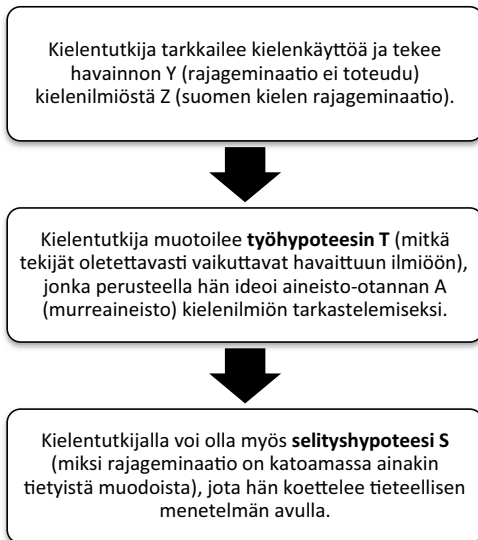 Kielentutkija tarkkailee kielenkäyttöä ja tekee
havainnon Y (rajageminaatio ei toteudu)
kielenilmiöstä Z (suomen kielen rajageminaatio).
Kielentutkija muotoilee työhypoteesin T (mitkä
tekijät oletettavasti vaikuttavat havaittuun ilmiöön),
jonka perusteella hän ideoi aineisto-otannan A
(murreaineisto) kielenilmiön tarkastelemiseksi.
Kielentutkijalla voi olla myös selityshypoteesi S
(miksi rajageminaatio on katoamassa ainakin
tietyistä muodoista), jota hän koettelee tieteellisen
menetelmän avulla.